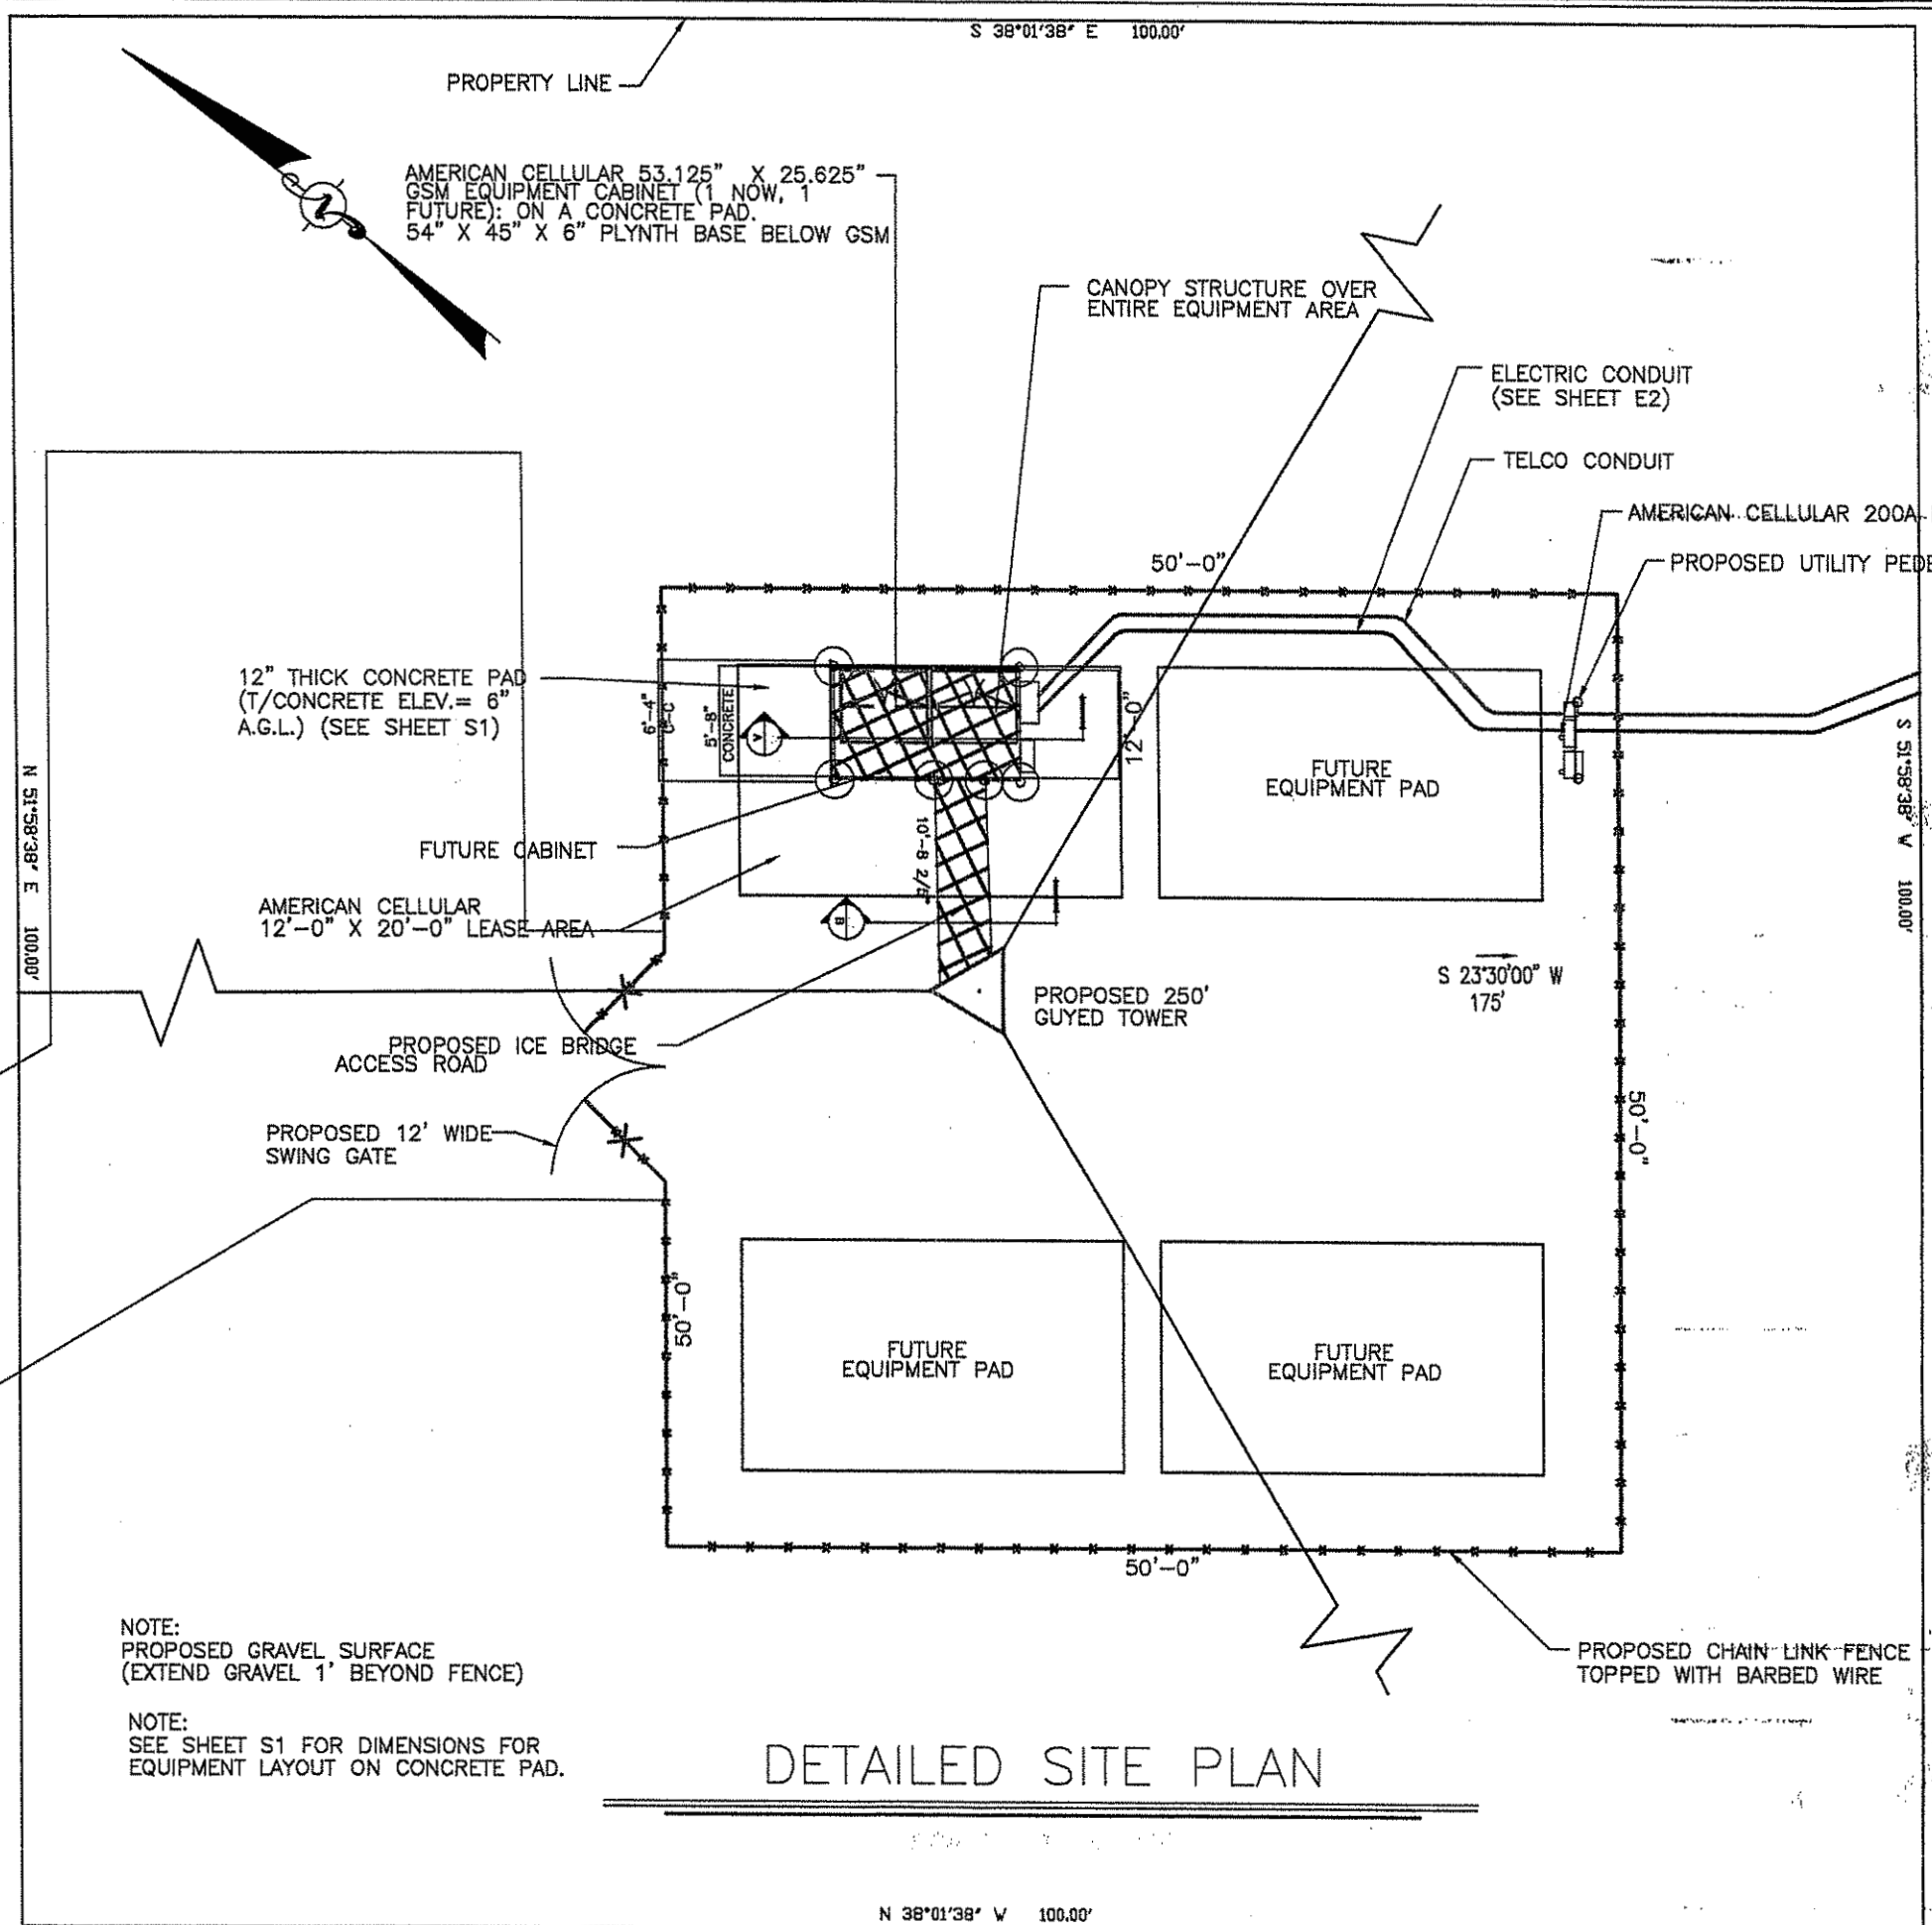 S 38°01'38" E 100.00'
PROPERTY LINE
AMERICAN CELLULAR 53.125" X 25.625"
GSM EQUIPMENT CABINET (1 NOW, 1
FUTURE): ON A CONCRETE PAD.
54" X 45" X 6" PLYNTH BASE BELOW GSM
CANOPY STRUCTURE OVER
ENTIRE EQUIPMENT AREA
ELECTRIC CONDUIT
(SEE SHEET E2)
TELCO CONDUIT
AMERICAN CELLULAR 200A
PROPOSED UTILITY PEDE
50'-0"
12" THICK CONCRETE PAD
(T/CONCRETE ELEV.= 6"
A.G.L.) (SEE SHEET S1)
6'-4"
5'-8"
CONCRETE
A
12'-0"
FUTURE
EQUIPMENT PAD
N 51°58'38" E 100.00'
S 51°58'38" W 100.00'
FUTURE CABINET
10'-8 2/5"
AMERICAN CELLULAR
12'-0" X 20'-0" LEASE AREA
B
S 23°30'00" W
175'
PROPOSED 250'
GUYED TOWER
PROPOSED ICE BRIDGE
ACCESS ROAD
PROPOSED 12' WIDE
SWING GATE
50'-0"
50'-0"
FUTURE
EQUIPMENT PAD
FUTURE
EQUIPMENT PAD
50'-0"
NOTE:
PROPOSED GRAVEL SURFACE
(EXTEND GRAVEL 1' BEYOND FENCE)
PROPOSED CHAIN LINK FENCE
TOPPED WITH BARBED WIRE
NOTE:
SEE SHEET S1 FOR DIMENSIONS FOR
EQUIPMENT LAYOUT ON CONCRETE PAD.
DETAILED SITE PLAN
N 38°01'38" W 100.00'